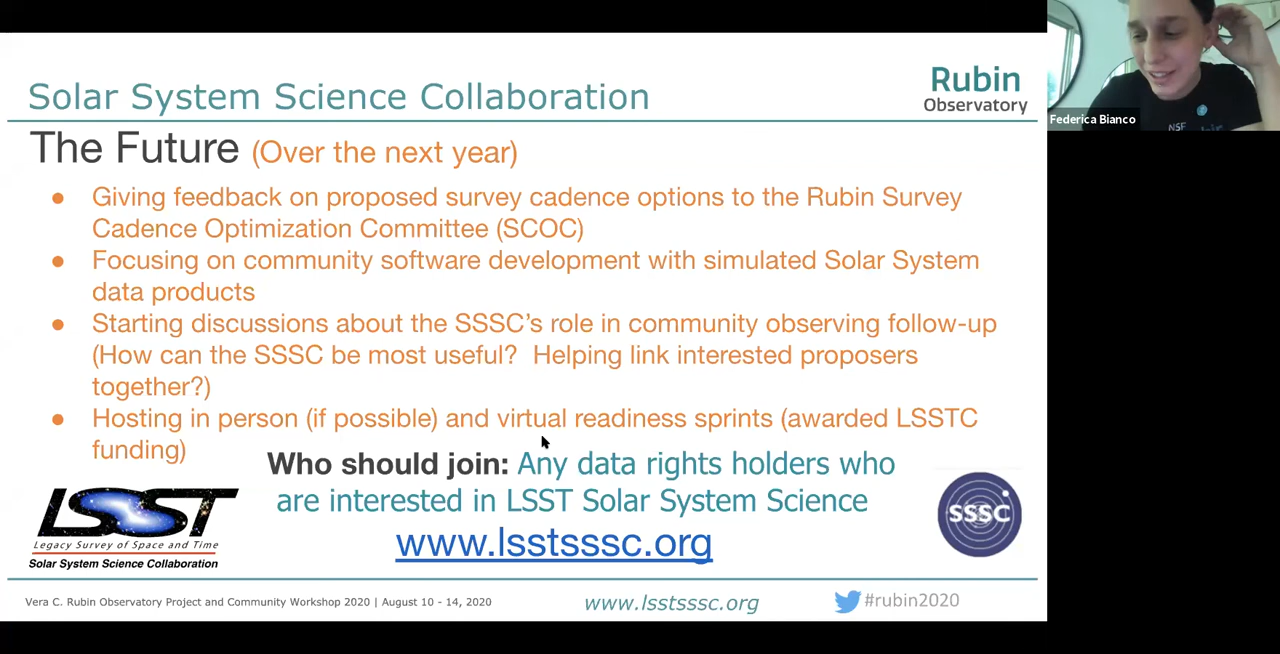 Solar System Science Collaboration
Rubin
Observatory
The Future (Over the next year)
● Giving feedback on proposed survey cadence options to the Rubin Survey
Cadence Optimization Committee (SCOC)
● Focusing on community software development with simulated Solar System
data products
● Starting discussions about the SSSC's role in community observing follow-up
(How can the SSSC be most useful? Helping link interested proposers
together?)
● Hosting in person (if possible) and virtual readiness sprints (awarded LSSTC
funding)
Who should join: Any data rights holders who
are interested in LSST Solar System Science
www.lsstsssc.org
LSST
Legacy Survey of Space and Time
Solar System Science Collaboration
SSSC
Vera C. Rubin Observatory Project and Community Workshop 2020 | August 10 - 14, 2020
www.lsstsssc.org
#rubin2020
Federica Bianco
NSF